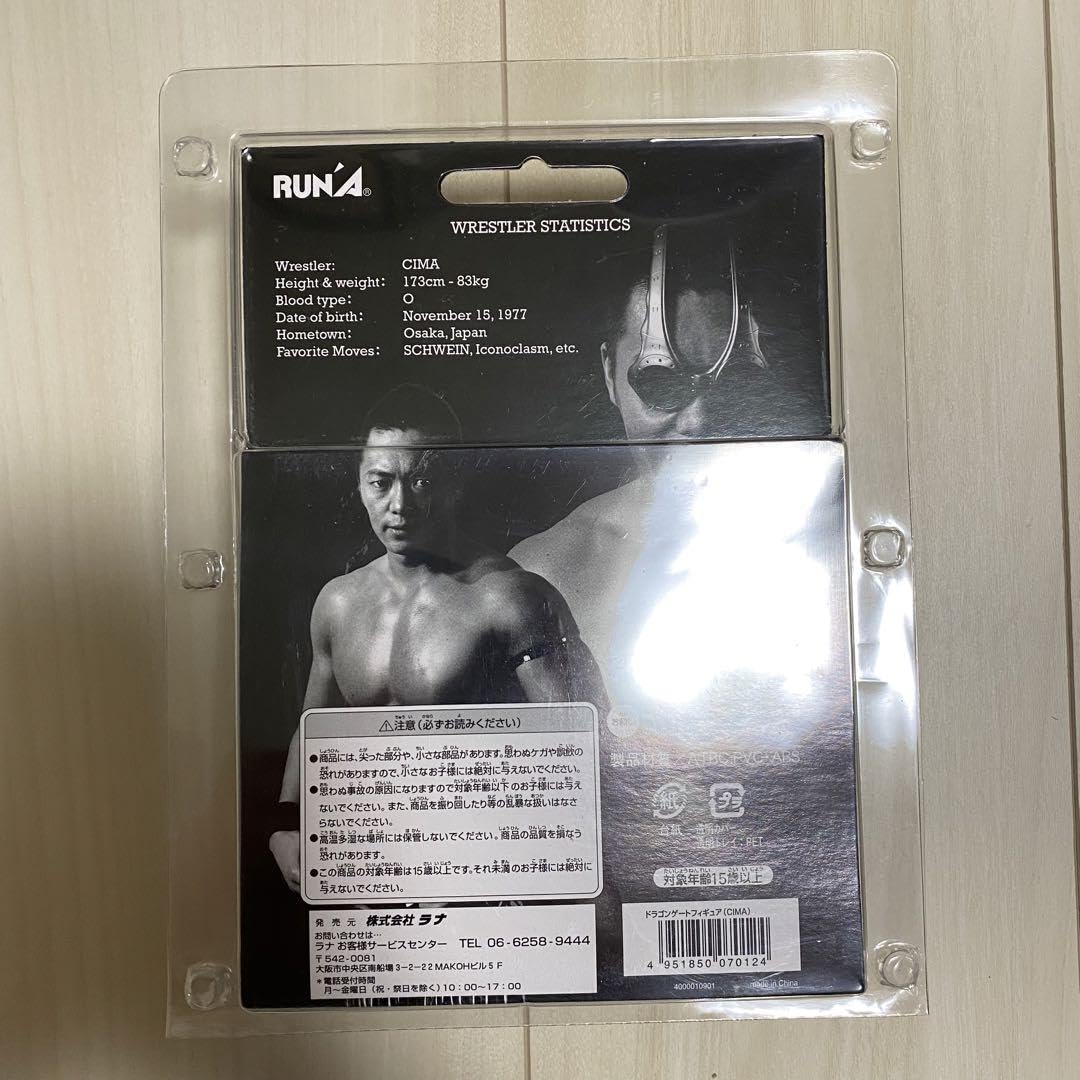 RUN'A®
WRESTLER STATISTICS
Wrestler: CIMA
Height & weight: 173cm - 83kg
Blood type: O
Date of birth: November 15, 1977
Hometown: Osaka, Japan
Favorite Moves: SCHWEIN, Iconoclasm, etc.
⚠注意(必ずお読みください)
●商品には、尖った部分や、小さな部品があります。思わぬケガや誤飲の
恐れがありますので、小さなお子様には絶対に与えないでください。
●思わぬ事故の原因になりますので対象年齢以下のお子様には与え
ないでください。また、商品を振り回したり等の乱暴な扱いはなさ
らないでください。
●高温多湿な場所には保管しないでください。商品の品質を損なう
恐れがあります。
●この商品の対象年齢は15歳以上です。それ未満のお子様には絶対に
与えないでください。
発売元 株式会社 ラナ
お問い合わせは…
ラナ お客様サービスセンター TEL 06-6258-9444
〒542-0081
大阪市中央区南船場3-2-22 MAKOHビル5F
*電話受付時間
月~金曜日(祝・祭日を除く)10:00~17:00
紙 プラ
台紙
対象年齢15歳以上
ドラゴンゲートフィギュア(CIMA)
4 951850 070124
4000010901 made in China